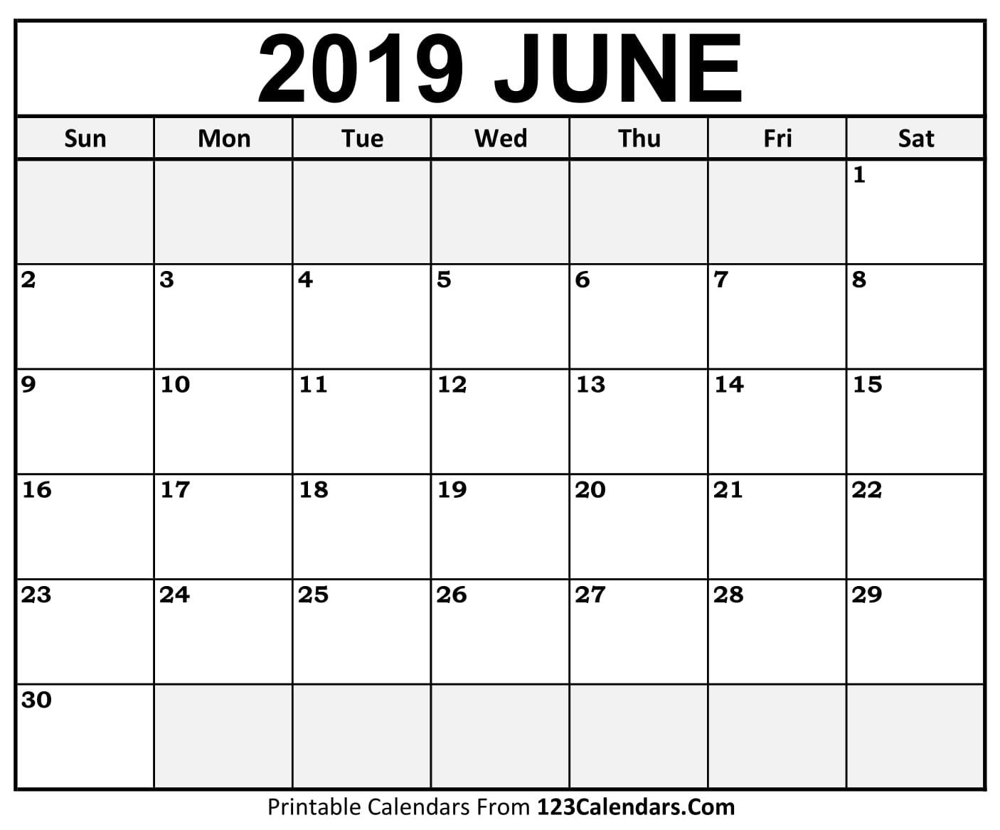 2019 JUNE
Sun Mon Tue Wed Thu Fri Sat
1
2 3 4 5 6 7 8
9 10 11 12 13 14 15
16 17 18 19 20 21 22
23 24 25 26 27 28 29
30
Printable Calendars From 123Calendars.Com